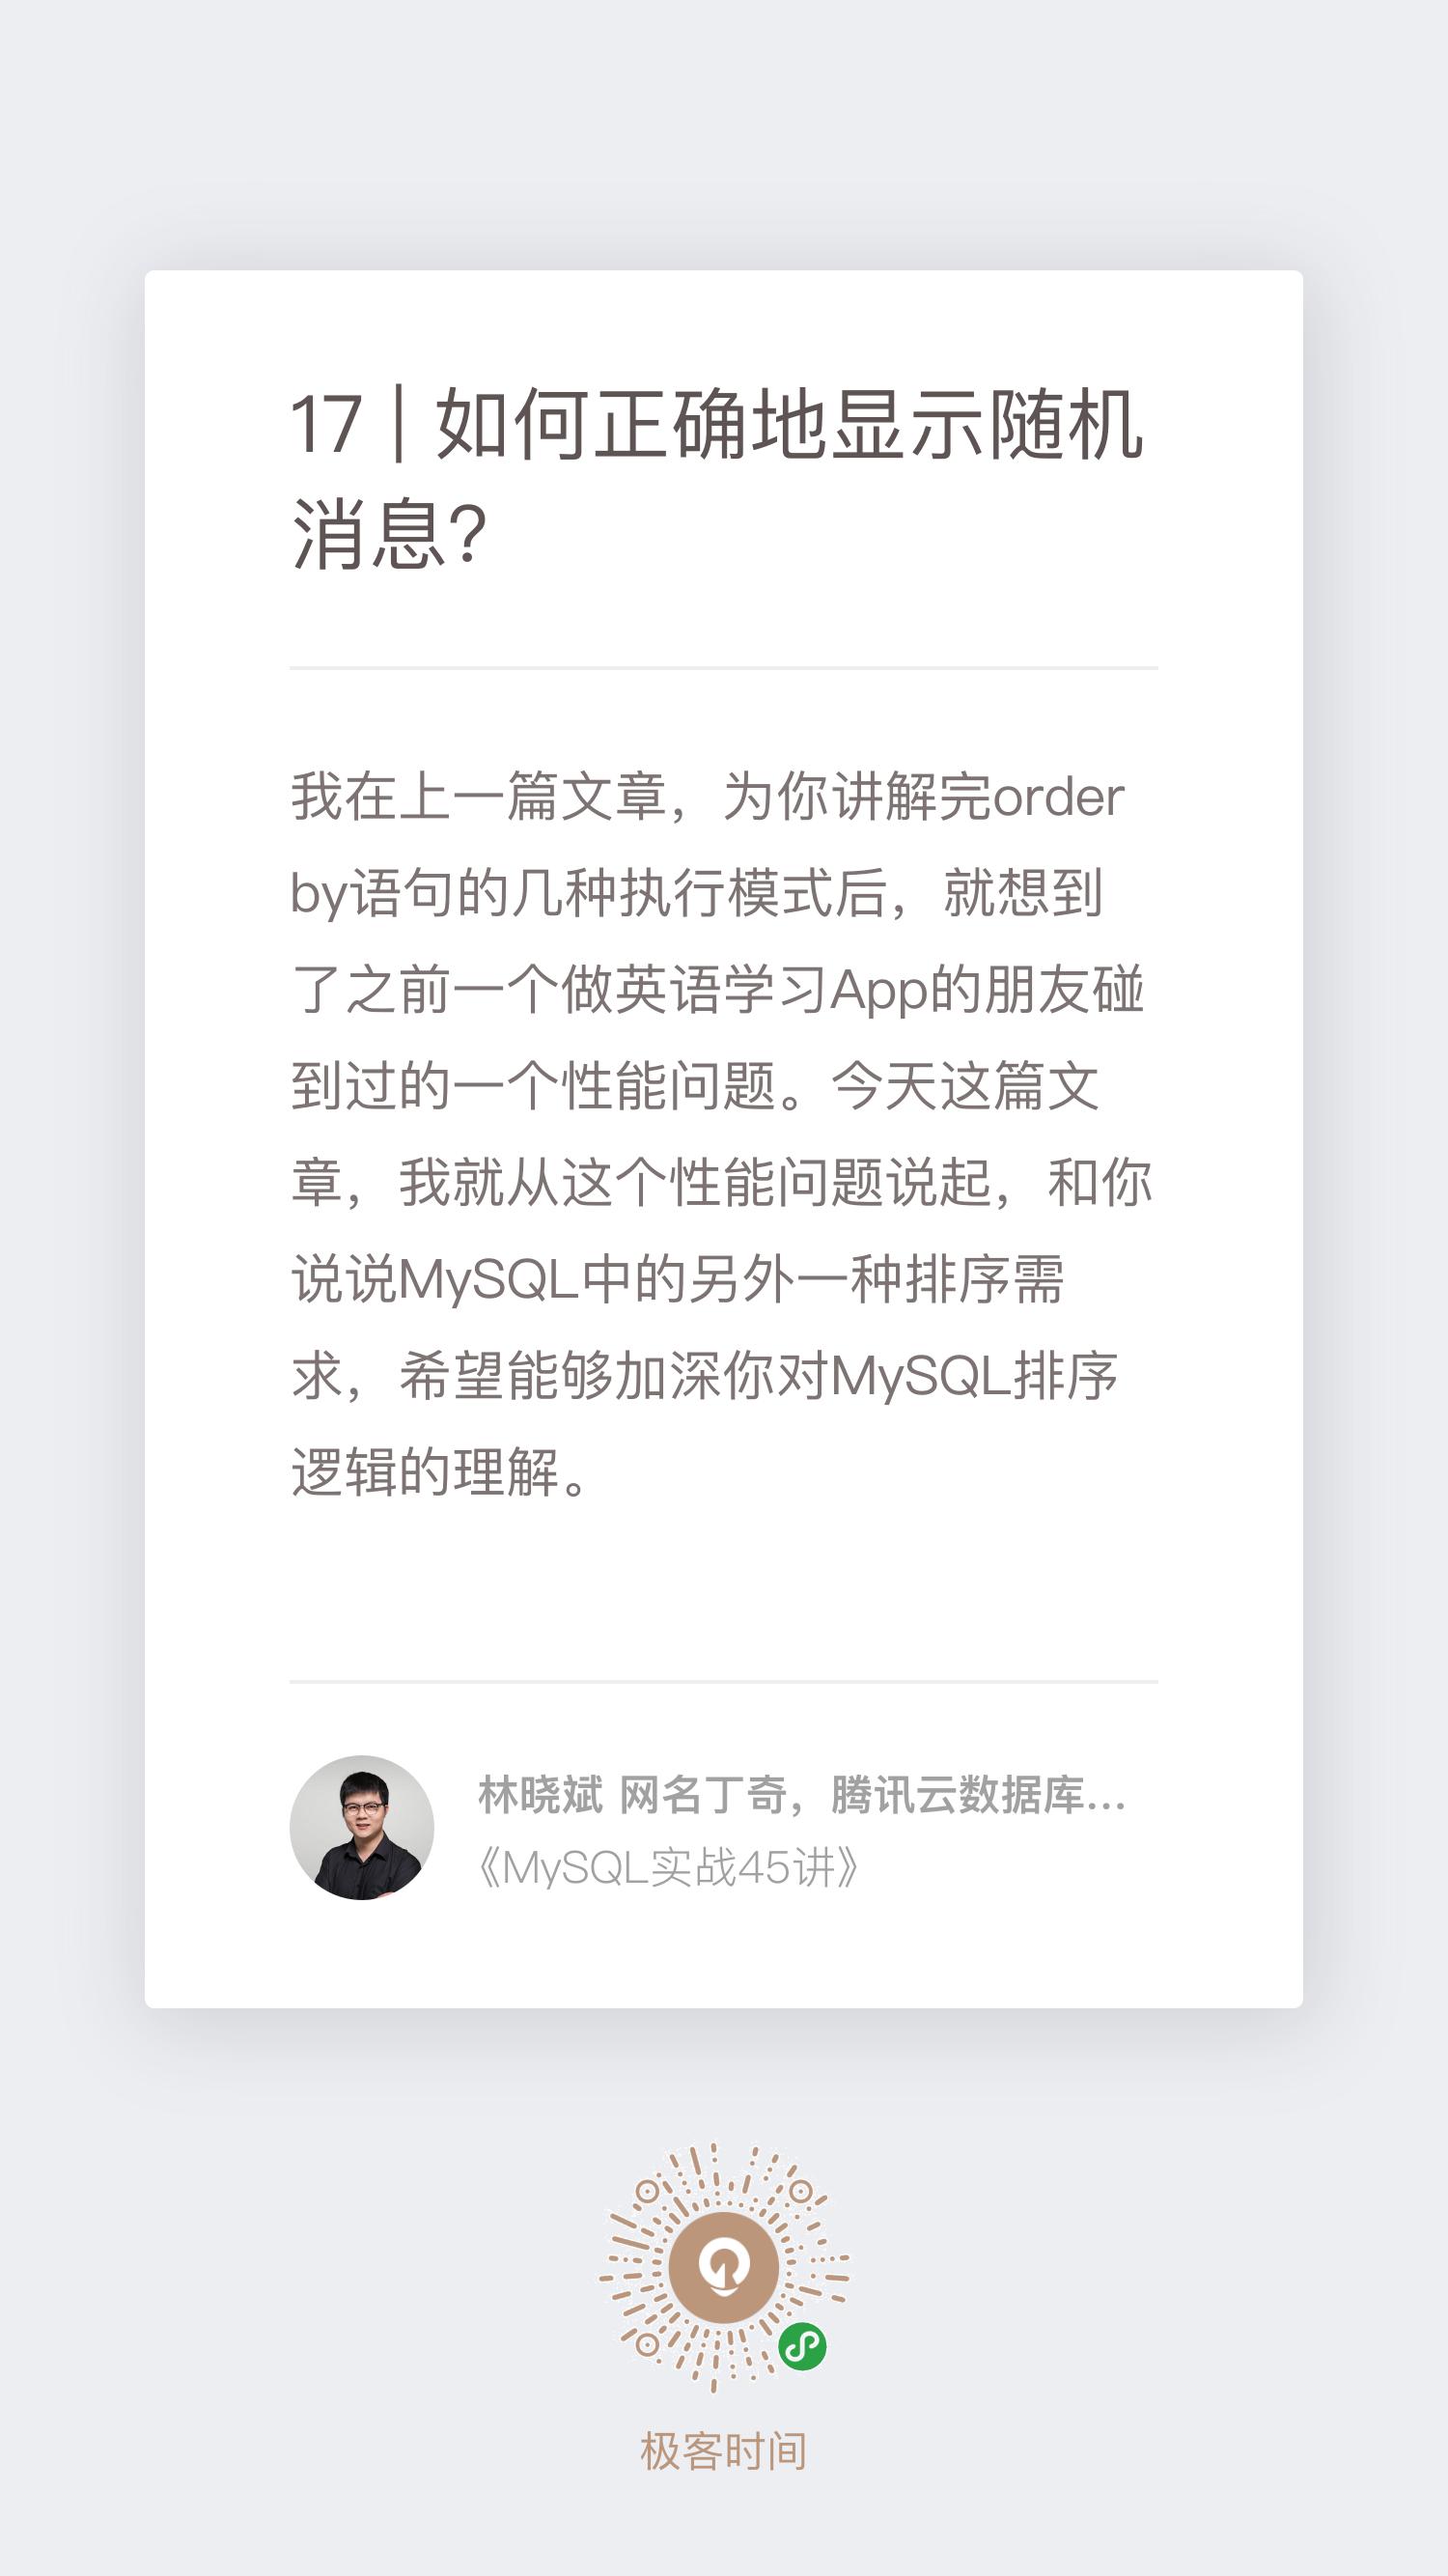 17 | 如何正确地显示随机
消息？
我在上一篇文章，为你讲解完order
by语句的几种执行模式后，就想到
了之前一个做英语学习App的朋友碰
到过的一个性能问题。今天这篇文
章，我就从这个性能问题说起，和你
说说MySQL中的另外一种排序需
求，希望能够加深你对MySQL排序
逻辑的理解。
林晓斌 网名丁奇，腾讯云数据库...
《MySQL实战45讲》
极客时间